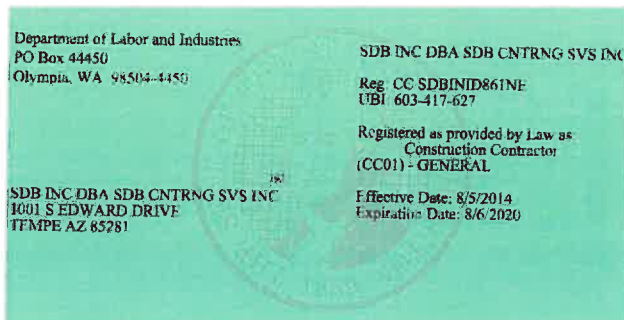 Department of Labor and Industries
PO Box 44450
Olympia, WA 98504-4450
SDB INC DBA SDB CNTRNG SVS INC
1001 S EDWARD DRIVE
TEMPE AZ 85281
SDB INC DBA SDB CNTRNG SVS INC
Reg: CC SDBINID861NE
UBI: 603-417-627
Registered as provided by Law as
Construction Contractor
(CC01) - GENERAL
Effective Date: 8/5/2014
Expiration Date: 8/6/2020